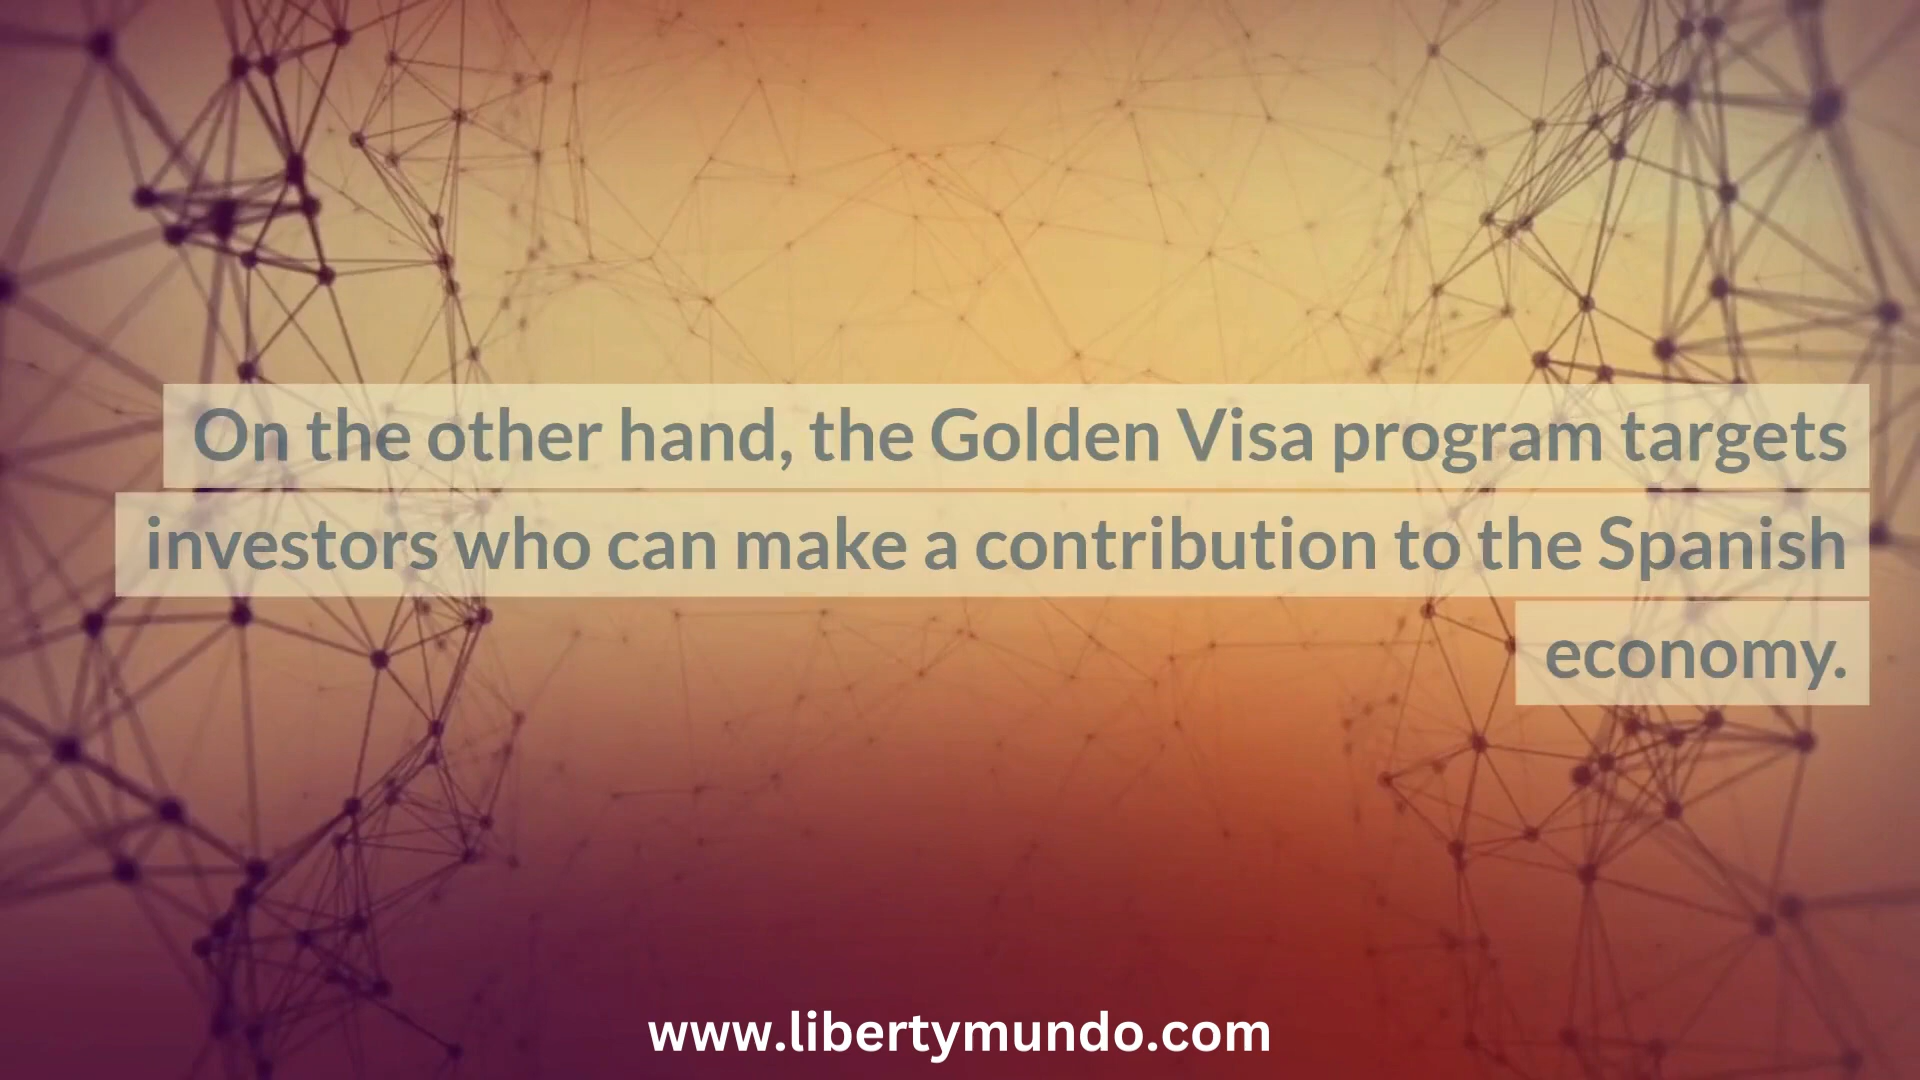 On the other hand, the Golden Visa program targets
investors who can make a contribution to the Spanish
economy.
www.libertymundo.com